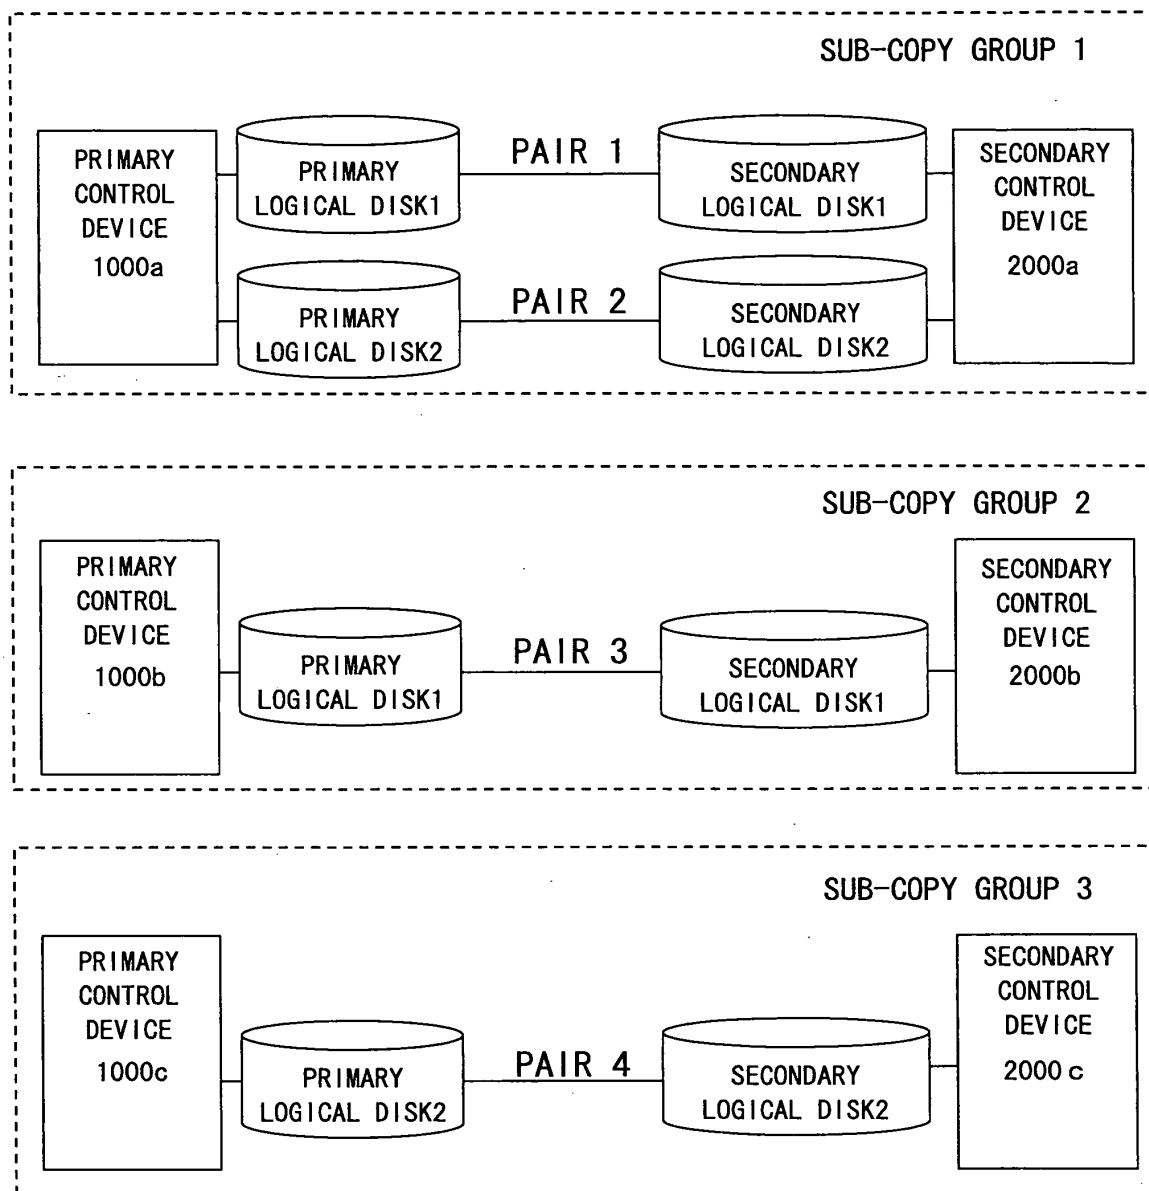 SUB-COPY GROUP 1
PRIMARY
CONTROL
DEVICE
1000a
PRIMARY
LOGICAL DISK1
PAIR 1
SECONDARY
LOGICAL DISK1
SECONDARY
CONTROL
DEVICE
2000a
PRIMARY
LOGICAL DISK2
PAIR 2
SECONDARY
LOGICAL DISK2
SUB-COPY GROUP 2
PRIMARY
CONTROL
DEVICE
1000b
PRIMARY
LOGICAL DISK1
PAIR 3
SECONDARY
LOGICAL DISK1
SECONDARY
CONTROL
DEVICE
2000b
SUB-COPY GROUP 3
PRIMARY
CONTROL
DEVICE
1000c
PRIMARY
LOGICAL DISK2
PAIR 4
SECONDARY
LOGICAL DISK2
SECONDARY
CONTROL
DEVICE
2000 c